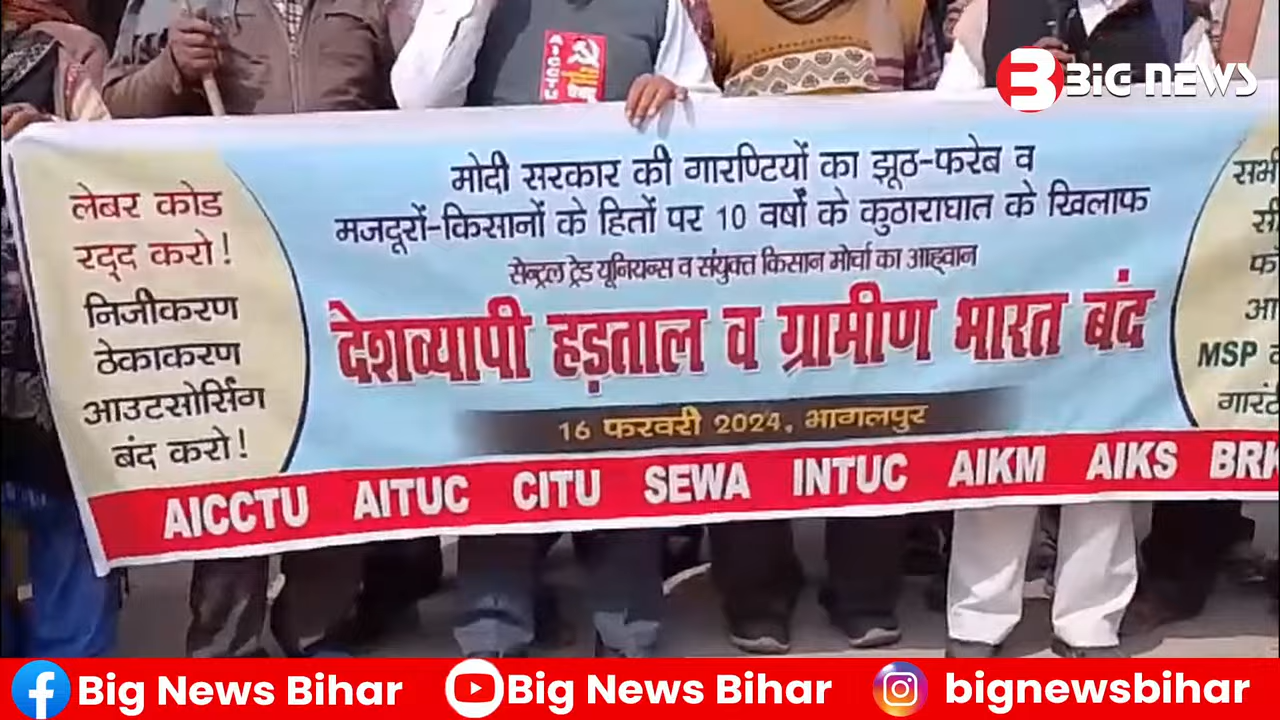 AICCTU
BIG NEWS
मोदी सरकार की गारण्टियों का झूठ-फरेब व
मजदूरों-किसानों के हितों पर 10 वर्षों के कुठाराघात के खिलाफ
सेन्ट्रल ट्रेड यूनियन्स व संयुक्त किसान मोर्चा का आह्वान
देशव्यापी हड़ताल व ग्रामीण भारत बंद
16 फरवरी 2024, भागलपुर
लेबर कोड
रद्द करो!
निजीकरण
ठेकाकरण
आउटसोर्सिंग
बंद करो!
सभी
MSP
AICCTU AITUC CITU SEWA INTUC AIKM AIKS BRK
Big News Bihar Big News Bihar bignewsbihar